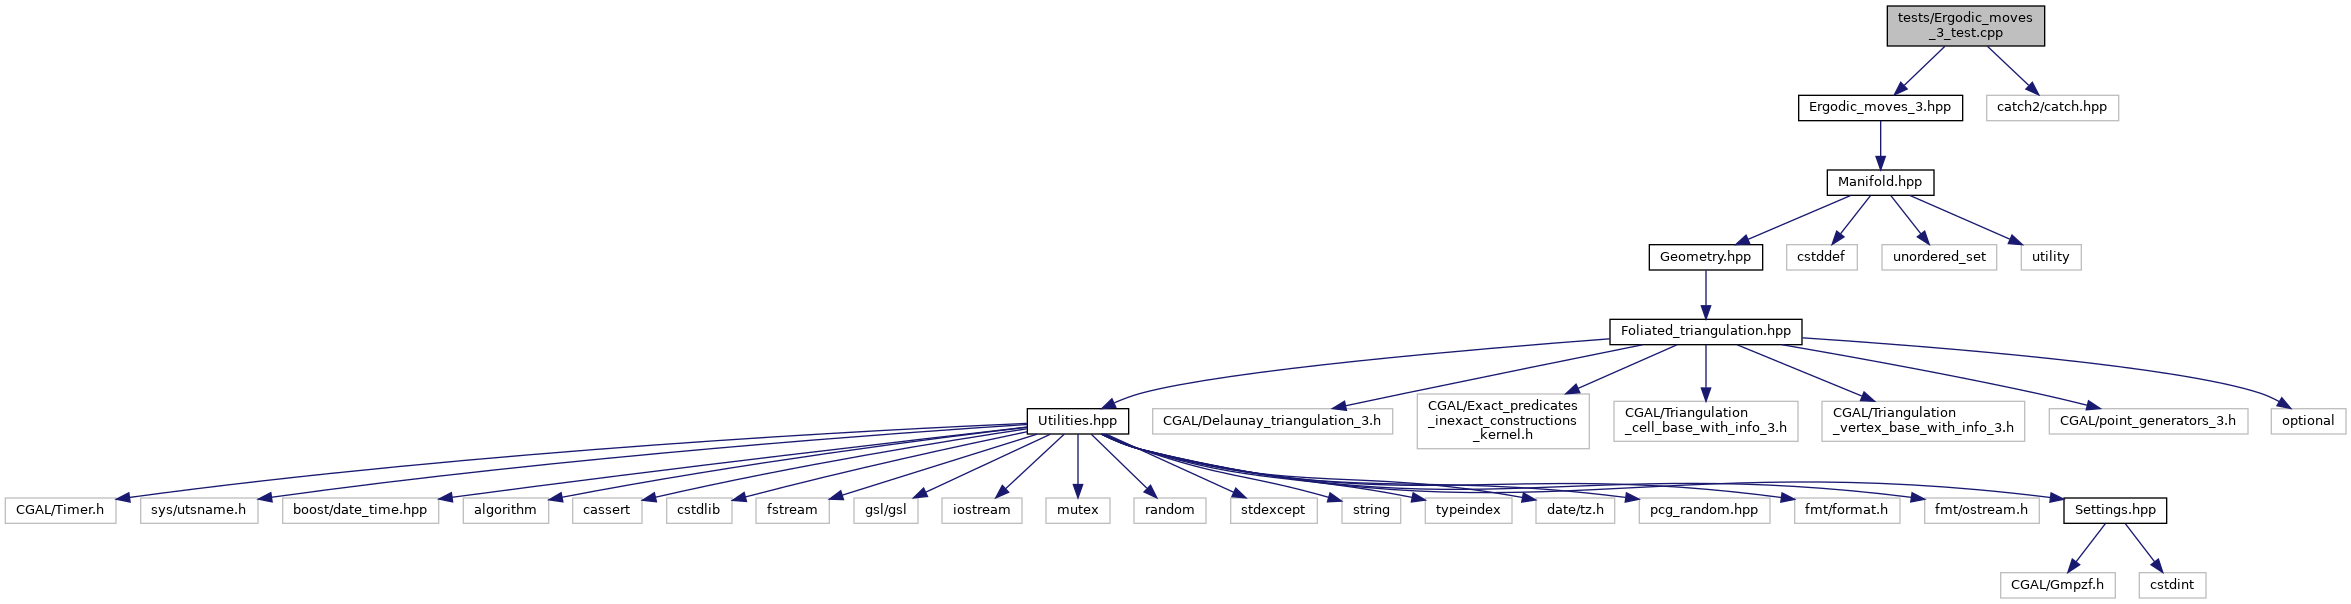 tests/Ergodic_moves
_3_test.cpp
Ergodic_moves_3.hpp
catch2/catch.hpp
Manifold.hpp
Geometry.hpp
cstddef
unordered_set
utility
Foliated_triangulation.hpp
Utilities.hpp
CGAL/Delaunay_triangulation_3.h
CGAL/Exact_predicates
_inexact_constructions
_kernel.h
CGAL/Triangulation
_cell_base_with_info_3.h
CGAL/Triangulation
_vertex_base_with_info_3.h
CGAL/point_generators_3.h
optional
CGAL/Timer.h
sys/utsname.h
boost/date_time.hpp
algorithm
cassert
cstdlib
fstream
gsl/gsl
iostream
mutex
random
stdexcept
string
typeindex
date/tz.h
pcg_random.hpp
fmt/format.h
fmt/ostream.h
Settings.hpp
CGAL/Gmpzf.h
cstdint